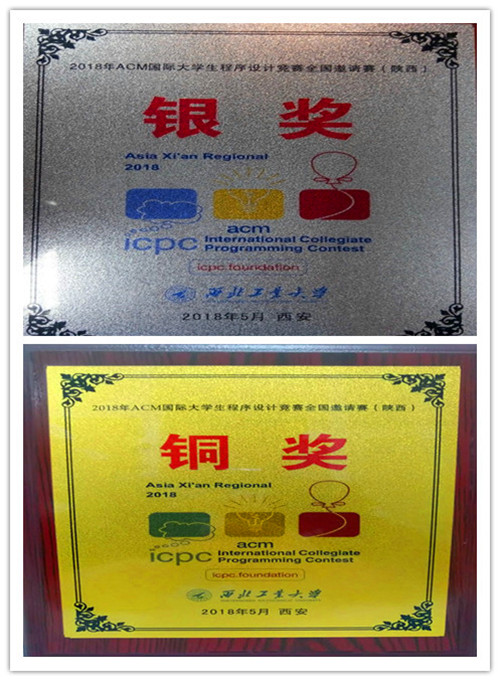 2018年ACM国际大学生程序设计竞赛全国邀请赛（陕西）
银 奖
Asia Xi'an Regional
2018
acm
icpc International Collegiate
Programming Contest
icpc.foundation
西北工业大学
2018年5月 西安
2018年ACM国际大学生程序设计竞赛全国邀请赛（陕西）
铜 奖
Asia Xi'an Regional
2018
acm
icpc International Collegiate
Programming Contest
icpc.foundation
西北工业大学
2018年5月 西安